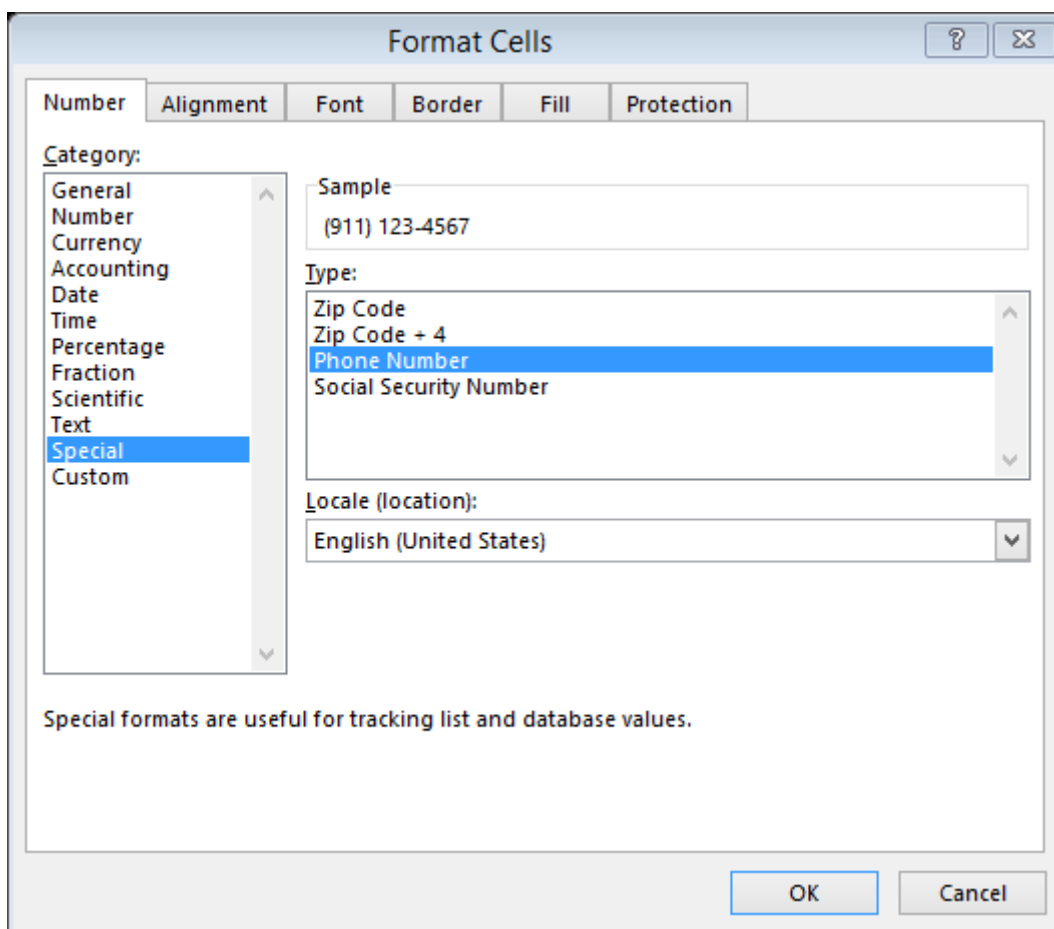 Format Cells
Number Alignment Font Border Fill Protection
Category:
General
Number
Currency
Accounting
Date
Time
Percentage
Fraction
Scientific
Text
Special
Custom
Sample
(911) 123-4567
Type:
Zip Code
Zip Code + 4
Phone Number
Social Security Number
Locale (location):
English (United States)
Special formats are useful for tracking list and database values.
OK Cancel